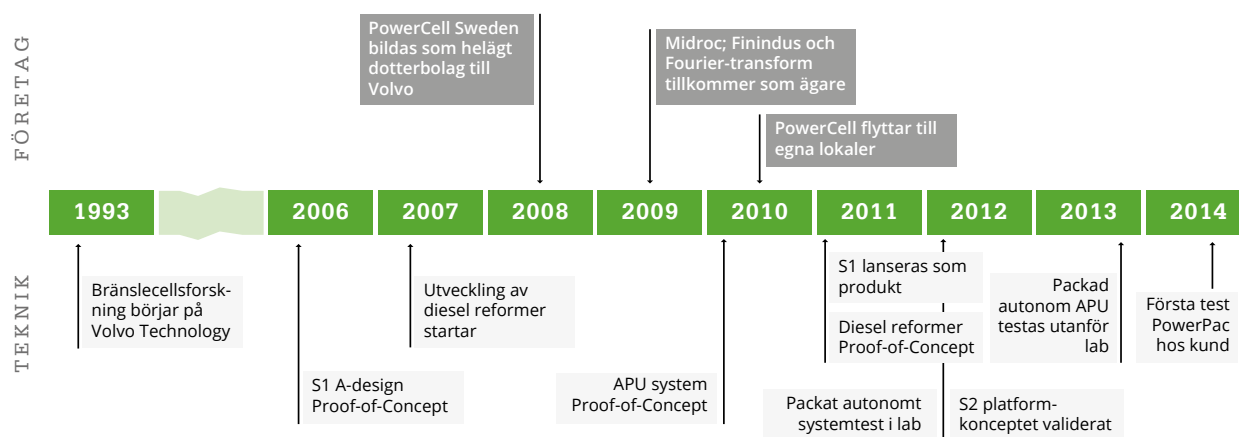 FÖRETAG
PowerCell Sweden
bildas som helägt
dotterbolag till
Volvo
Midroc; Finindus och
Fourier-transform
tillkommer som ägare
PowerCell flyttar till
egna lokaler
1993
2006
2007
2008
2009
2010
2011
2012
2013
2014
TEKNIK
Bränslecellsforsk-
ning börjar på
Volvo Technology
S1 A-design
Proof-of-Concept
Utveckling av
diesel reformer
startar
APU system
Proof-of-Concept
S1 lanseras som
produkt
Diesel reformer
Proof-of-Concept
Packat autonomt
systemtest i lab
S2 platform-
konceptet validerat
Packad
autonom APU
testas utanför
lab
Första test
PowerPac
hos kund